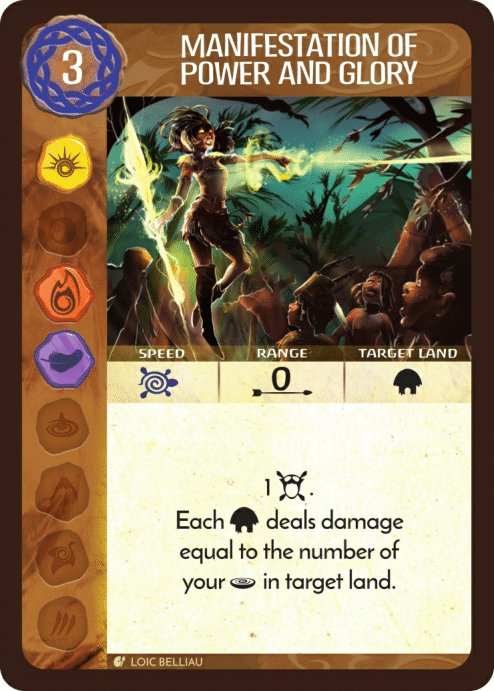 3
MANIFESTATION OF
POWER AND GLORY
SPEED RANGE TARGET LAND
0
1 .
Each deals damage
equal to the number of
your in target land.
LOIC BELLIAU